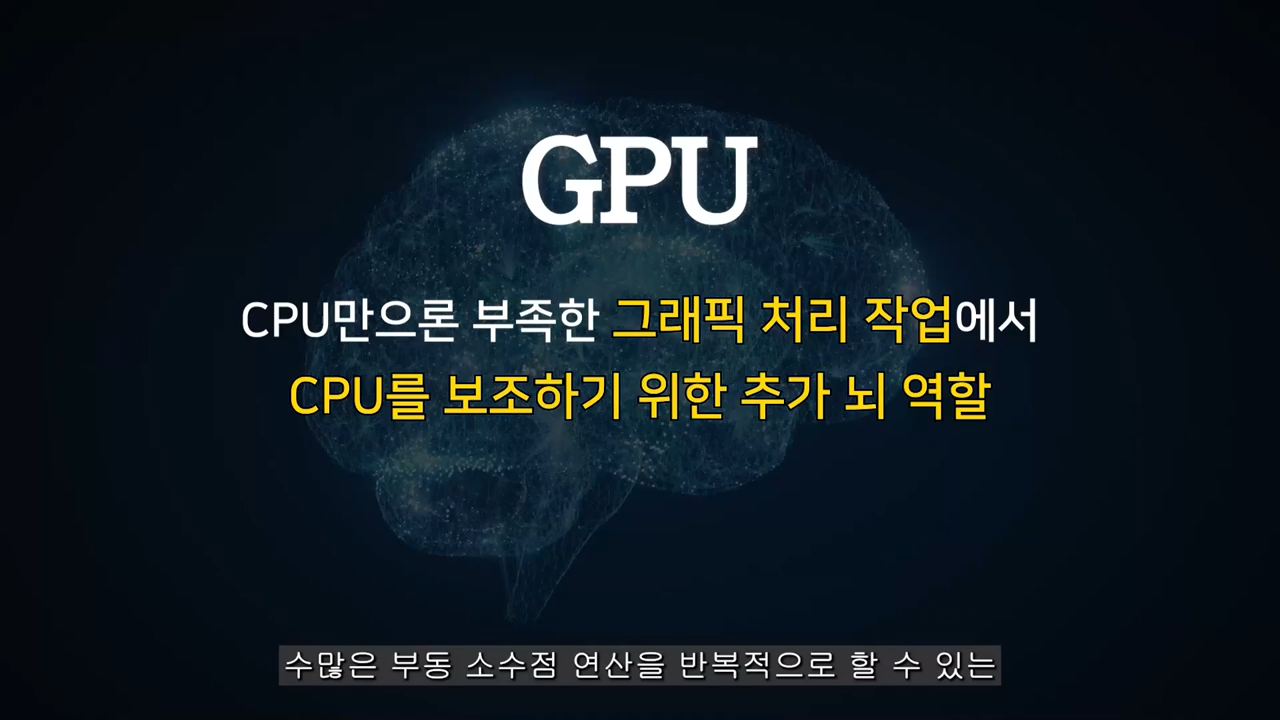 GPU
CPU만으론 부족한 그래픽 처리 작업에서
CPU를 보조하기 위한 추가 뇌 역할
수많은 부동 소수점 연산을 반복적으로 할 수 있는